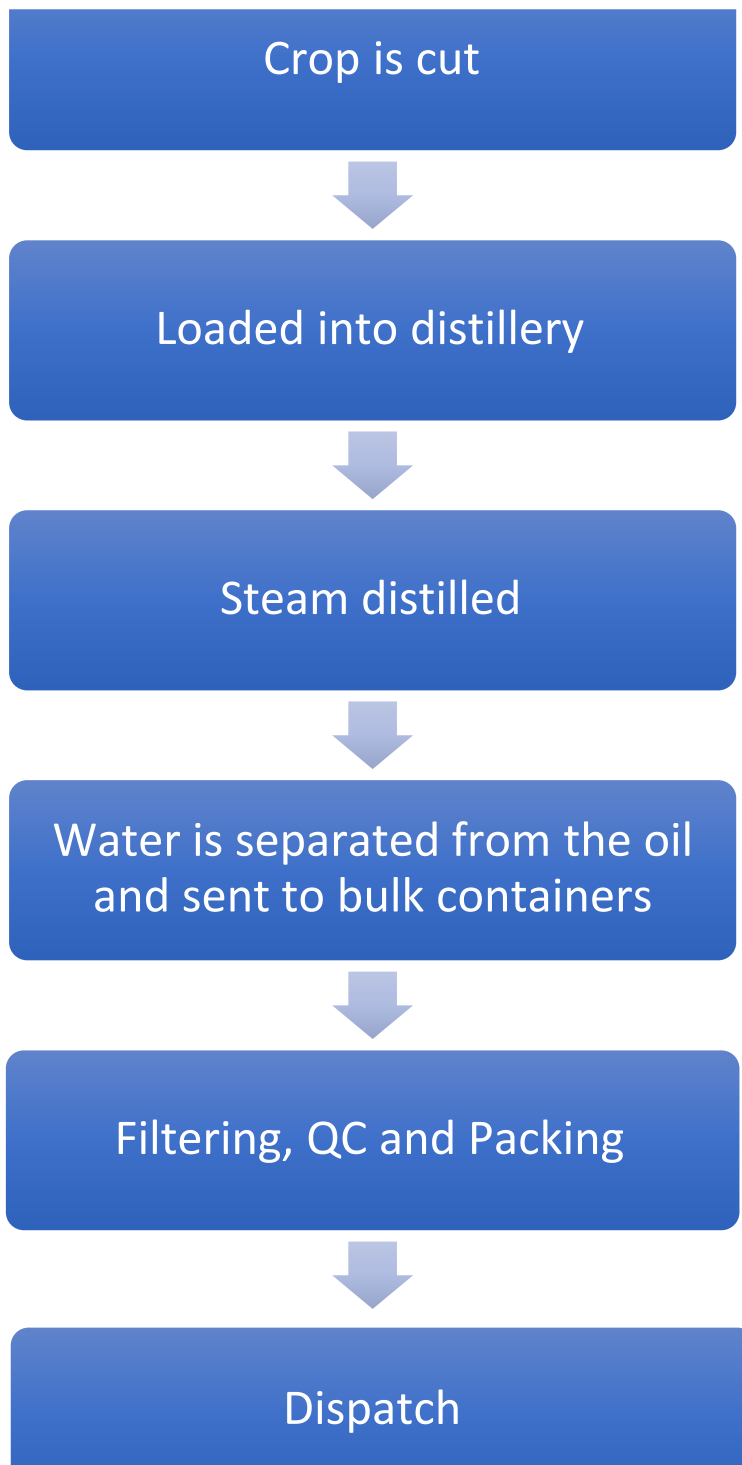 Crop is cut
Loaded into distillery
Steam distilled
Water is separated from the oil
and sent to bulk containers
Filtering, QC and Packing
Dispatch